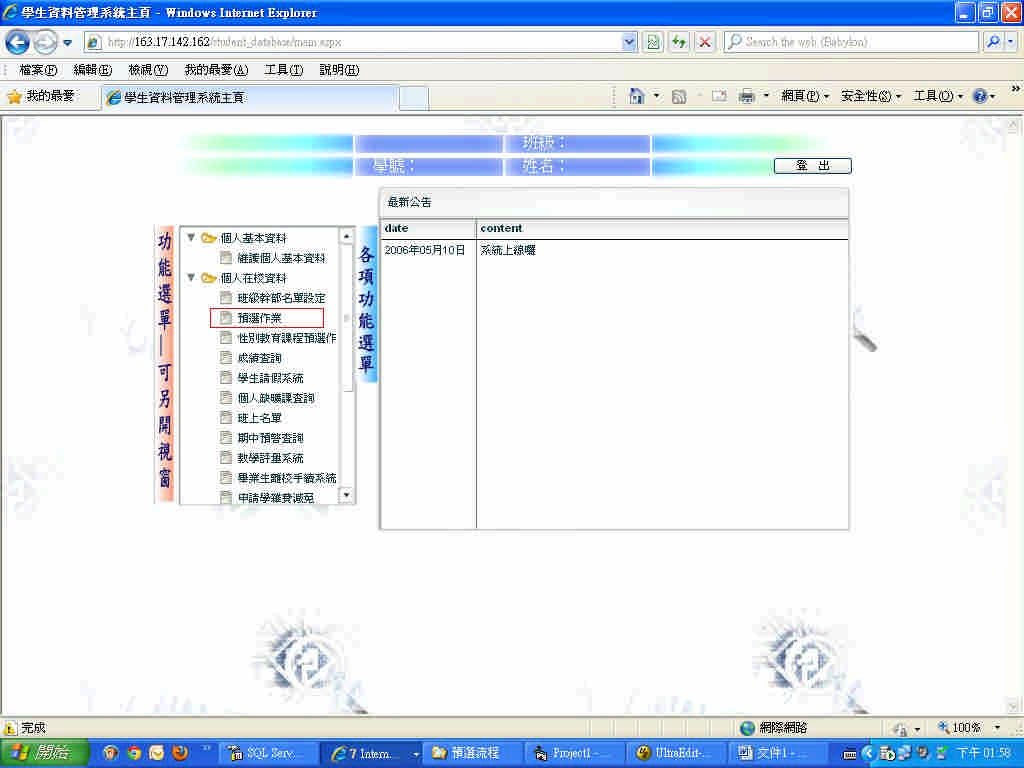 學生資料管理系統主頁 - Windows Internet Explorer
http://163.17.142.162/student_database/main.aspx
Search the web (Babylon)
檔案(F) 編輯(E) 檢視(V) 我的最愛(A) 工具(T) 說明(H)
我的最愛 學生資料管理系統主頁 網頁(P) 安全性(S) 工具(O)
班級：
學號： 姓名： 登 出
最新公告
date content
2006年05月10日 系統上線囉
功能選單—可另開視窗
個人基本資料
維護個人基本資料
個人在校資料
班級幹部名單設定
預選作業
性別教育課程預選作
成績查詢
學生請假系統
個人缺曠課查詢
班上名單
期中預警查詢
教學評量系統
畢業生離校手續系統
申請學雜費減免
各項功能選單
完成 網際網路 100%
開始 SQL Serv... 7 Intern... 預選流程 Project1 - ... UltraEdit-... 文件1 - ... 下午 01:58